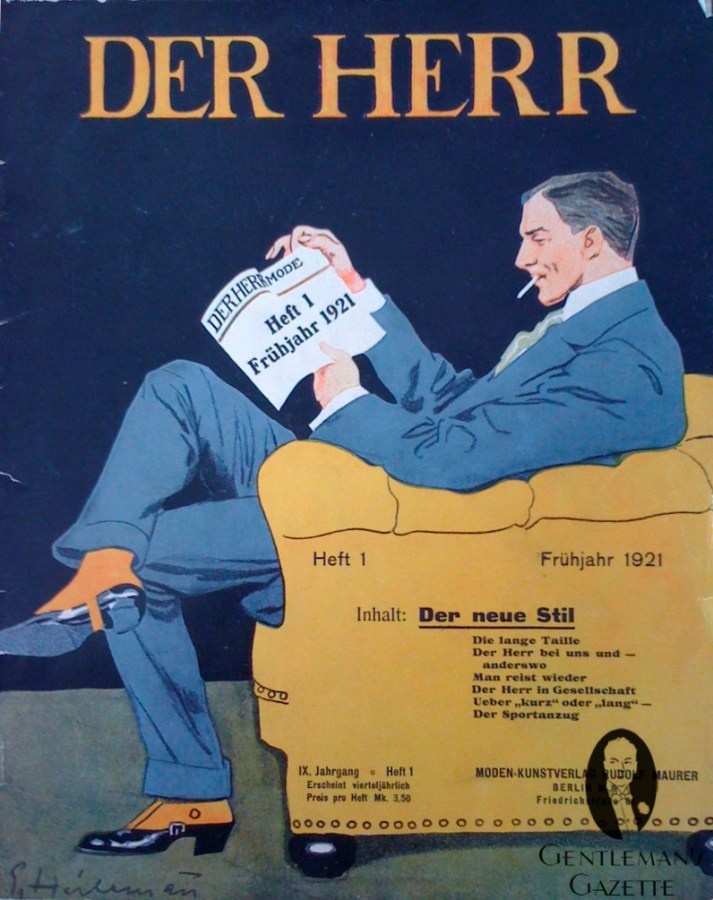 DER HERR
DER HERR MODE
Heft 1
Frühjahr 1921
Heft 1 Frühjahr 1921
Inhalt: Der neue Stil
Die lange Taille
Der Herr bei uns und —
anderswo
Man reist wieder
Der Herr in Gesellschaft
Ueber „kurz" oder „lang" —
Der Sportanzug
IX. Jahrgang ∘ Heft 1
Erscheint vierteljährlich
Preis pro Heft Mk. 3,50
MODEN-KUNSTVERLAG RUDOLF MAURER
BERLIN
GENTLEMAN'S
GAZETTE